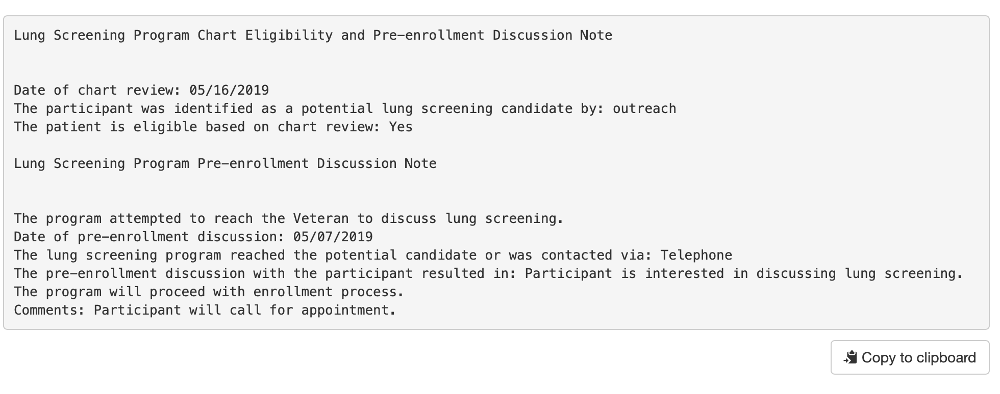 Lung Screening Program Chart Eligibility and Pre-enrollment Discussion Note
Date of chart review: 05/16/2019
The participant was identified as a potential lung screening candidate by: outreach
The patient is eligible based on chart review: Yes
Lung Screening Program Pre-enrollment Discussion Note
The program attempted to reach the Veteran to discuss lung screening.
Date of pre-enrollment discussion: 05/07/2019
The lung screening program reached the potential candidate or was contacted via: Telephone
The pre-enrollment discussion with the participant resulted in: Participant is interested in discussing lung screening.
The program will proceed with enrollment process.
Comments: Participant will call for appointment.
Copy to clipboard